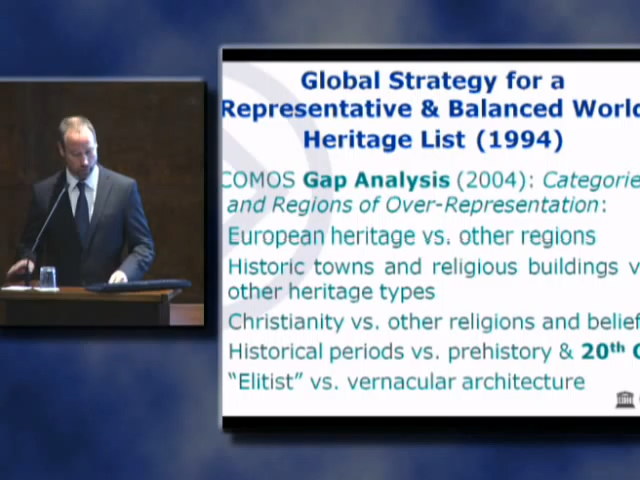 Global Strategy for a
Representative & Balanced World
Heritage List (1994)
COMOS Gap Analysis (2004): Categorie
and Regions of Over-Representation:
European heritage vs. other regions
Historic towns and religious buildings v
other heritage types
Christianity vs. other religions and belief
Historical periods vs. prehistory & 20th C
“Elitist” vs. vernacular architecture